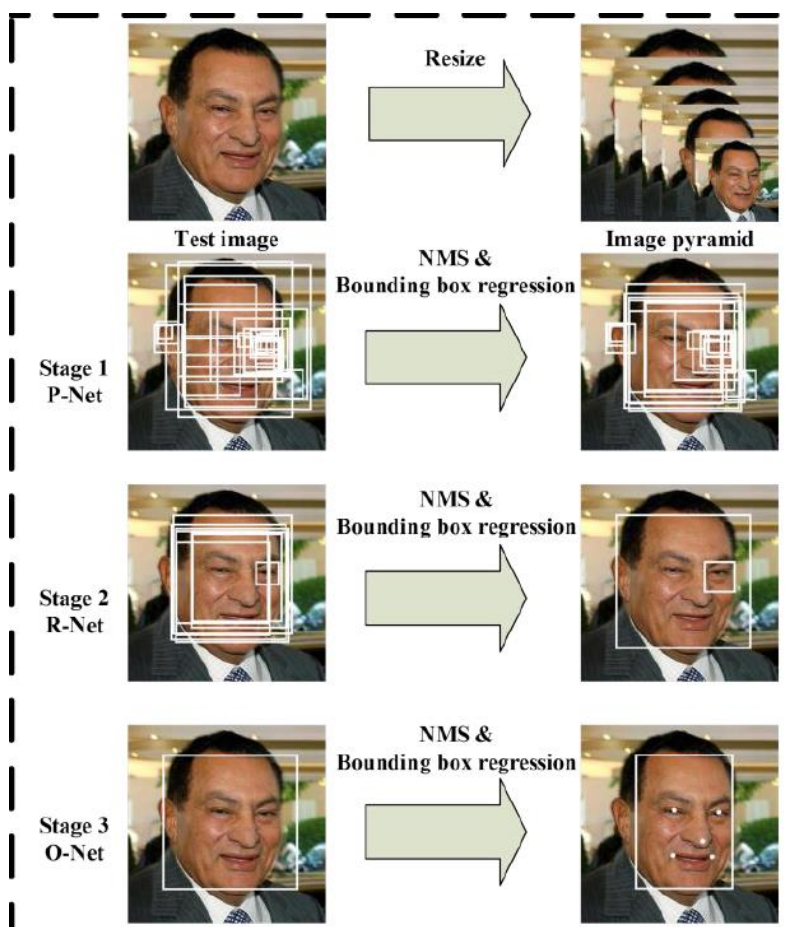 Resize
Test image
Image pyramid
NMS &
Bounding box regression
Stage 1
P-Net
NMS &
Bounding box regression
Stage 2
R-Net
NMS &
Bounding box regression
Stage 3
O-Net